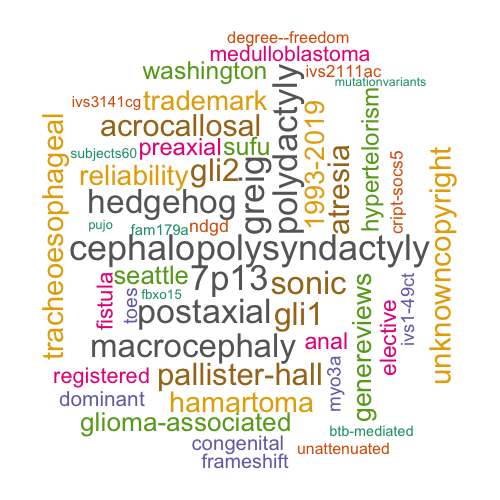 degree--freedom
medulloblastoma
washington
ivs2111ac
mutationvariants
ivs3141cg
trademark
acrocallosal
preaxial
sufu
subjects60
reliability
gli2
greig
polydactyly
1993-2019
atresia
hypertelorism
cript-socs5
tracheoesophageal
hedgehog
pujo
fam179a
ndgd
cephalopolysyndactyly
unknowncopyright
seattle
7p13
sonic
fistula
toes
fbxo15
postaxial
gli1
genereviews
elective
ivs1-49ct
macrocephaly
anal
registered
pallister-hall
myo3a
dominant
hamartoma
glioma-associated
btb-mediated
congenital
unattenuated
frameshift